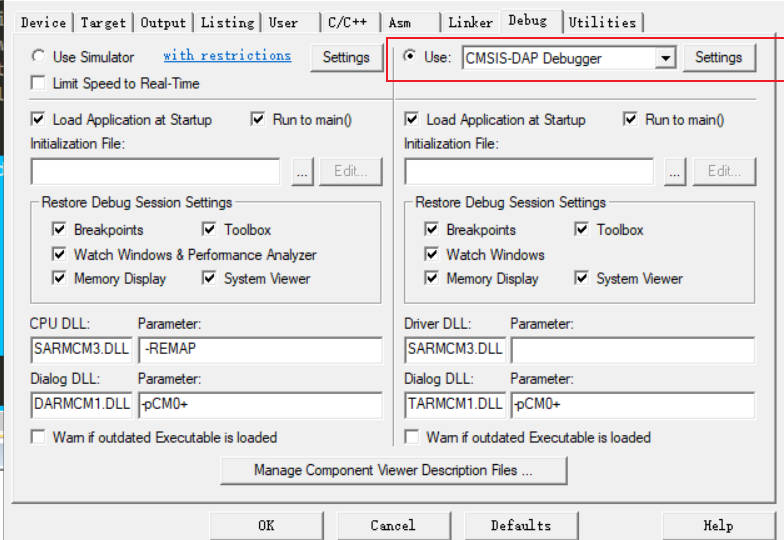 Device Target Output Listing User C/C++ Asm Linker Debug Utilities
Use Simulator with restrictions Settings
Limit Speed to Real-Time
Use: CMSIS-DAP Debugger Settings
Load Application at Startup Run to main()
Initialization File:
... Edit...
Load Application at Startup Run to main()
Initialization File:
... Edit...
Restore Debug Session Settings
Breakpoints Toolbox
Watch Windows & Performance Analyzer
Memory Display System Viewer
Restore Debug Session Settings
Breakpoints Toolbox
Watch Windows
Memory Display System Viewer
CPU DLL: Parameter:
SARMCM3.DLL -REMAP
Dialog DLL: Parameter:
DARMCM1.DLL -pCM0+
Warn if outdated Executable is loaded
Driver DLL: Parameter:
SARMCM3.DLL
Dialog DLL: Parameter:
TARMCM1.DLL -pCM0+
Warn if outdated Executable is loaded
Manage Component Viewer Description Files ...
OK Cancel Defaults Help